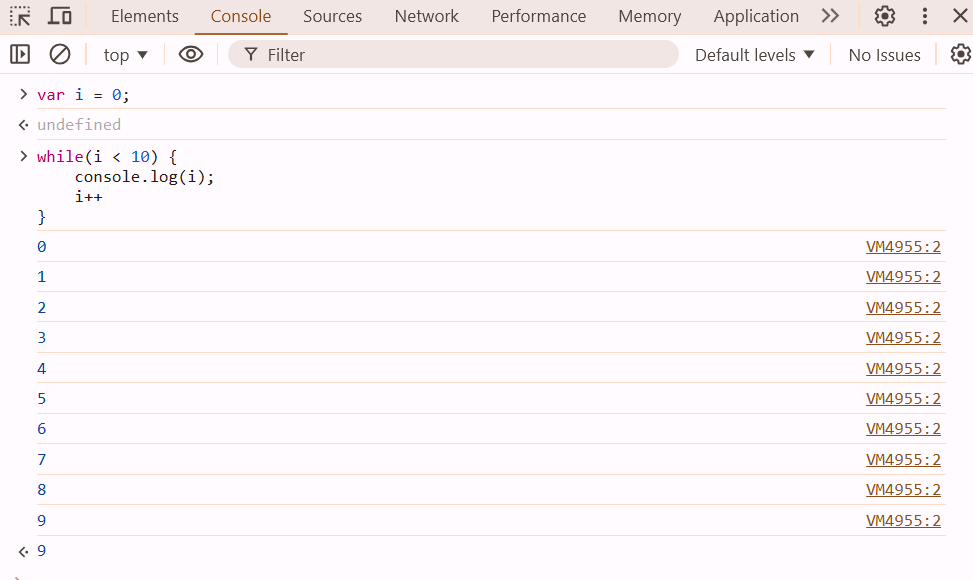 Elements Console Sources Network Performance Memory Application
top Filter Default levels No Issues
var i = 0;
undefined
while(i < 10) {
    console.log(i);
    i++
}
0 VM4955:2
1 VM4955:2
2 VM4955:2
3 VM4955:2
4 VM4955:2
5 VM4955:2
6 VM4955:2
7 VM4955:2
8 VM4955:2
9 VM4955:2
9